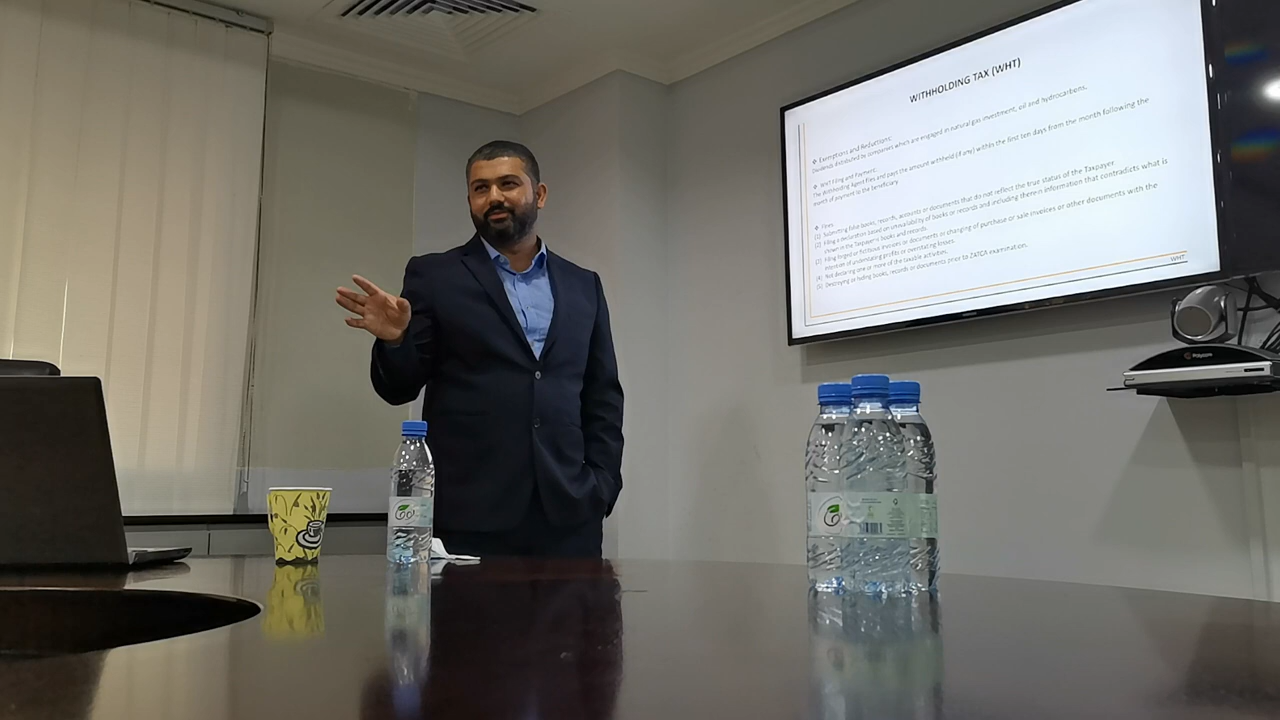 WITHHOLDING TAX (WHT)
❖ Exemptions and Reductions:
Dividends distributed by companies which are engaged in natural gas investment, oil and hydrocarbons.
❖ WHT Filing and Payment:
The Withholding Agent files and pays the amount withheld (if any) within the first ten days from the month following the
month of payment to the beneficiary.
❖ Fines
(1) Submitting false books, records, accounts or documents that do not reflect the true status of the Taxpayer.
(2) Filing a declaration based on unavailability of books or records and including therein information that contradicts what is
shown in the Taxpayer's books and records.
(3) Filing forged or fictitious invoices or documents or changing of purchase or sale invoices or other documents with the
intention of understating profits or overstating losses.
(4) Not declaring one or more of the taxable activities.
(5) Destroying or hiding books, records or documents prior to ZATCA examination.
WHT
Polycom